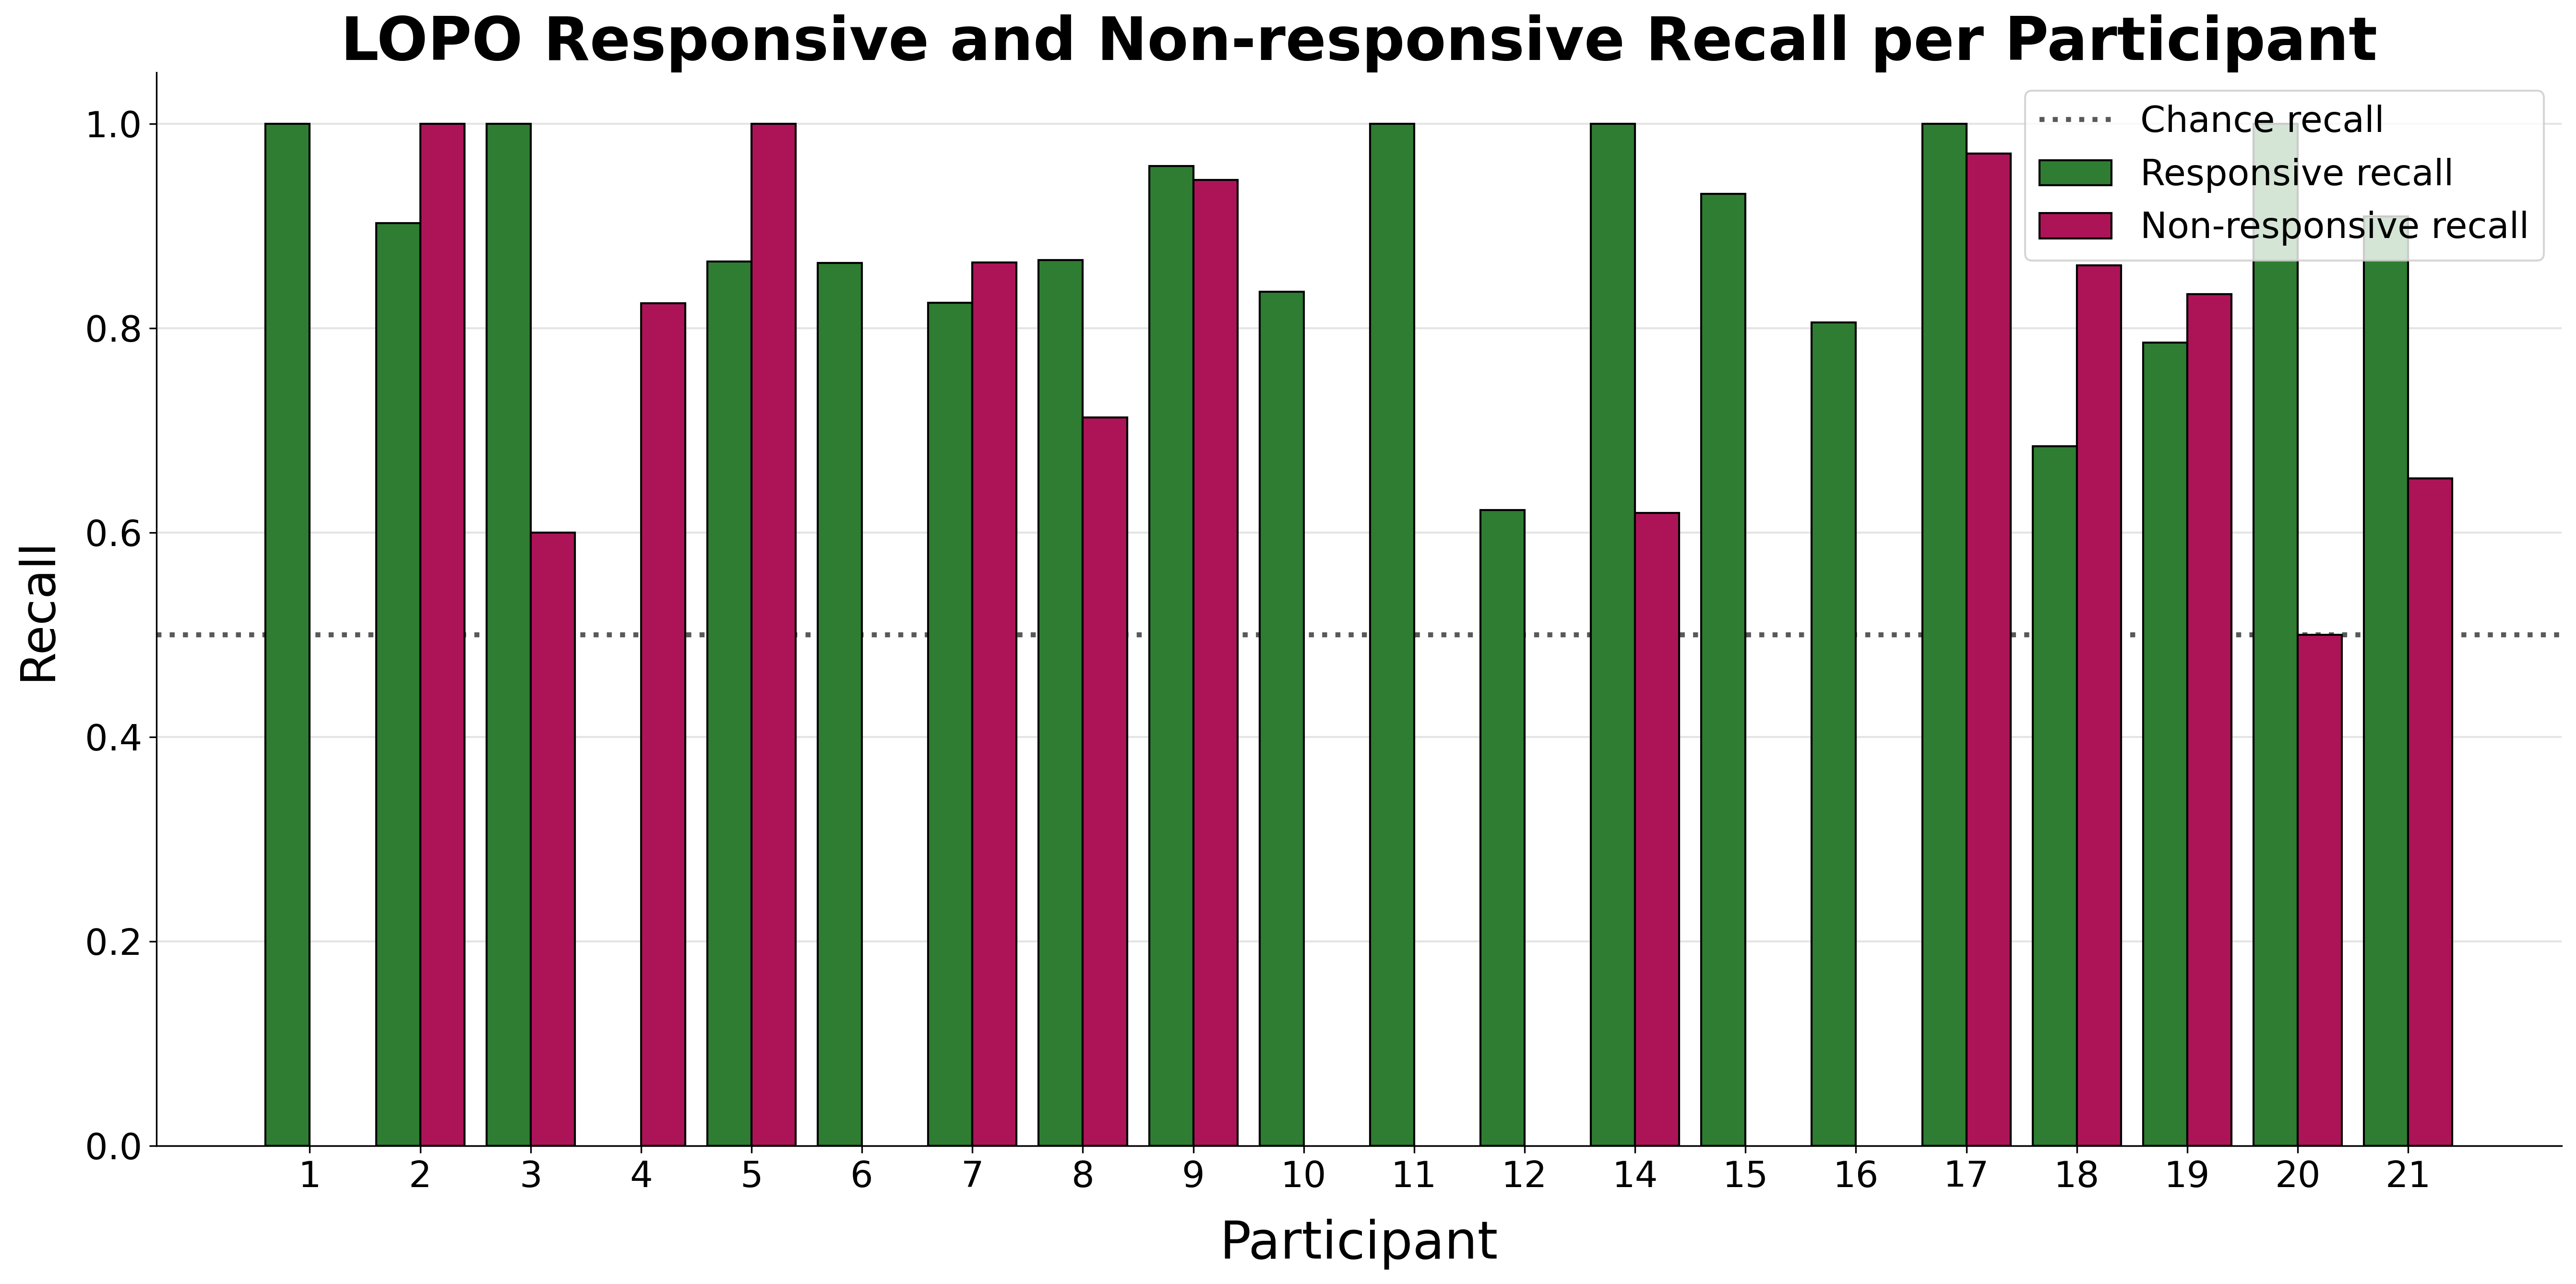 LOPO Responsive and Non-responsive Recall per Participant
Chance recall
Responsive recall
Non-responsive recall
1.0
0.8
0.6
0.4
0.2
0.0
Recall
1 2 3 4 5 6 7 8 9 10 11 12 14 15 16 17 18 19 20 21
Participant